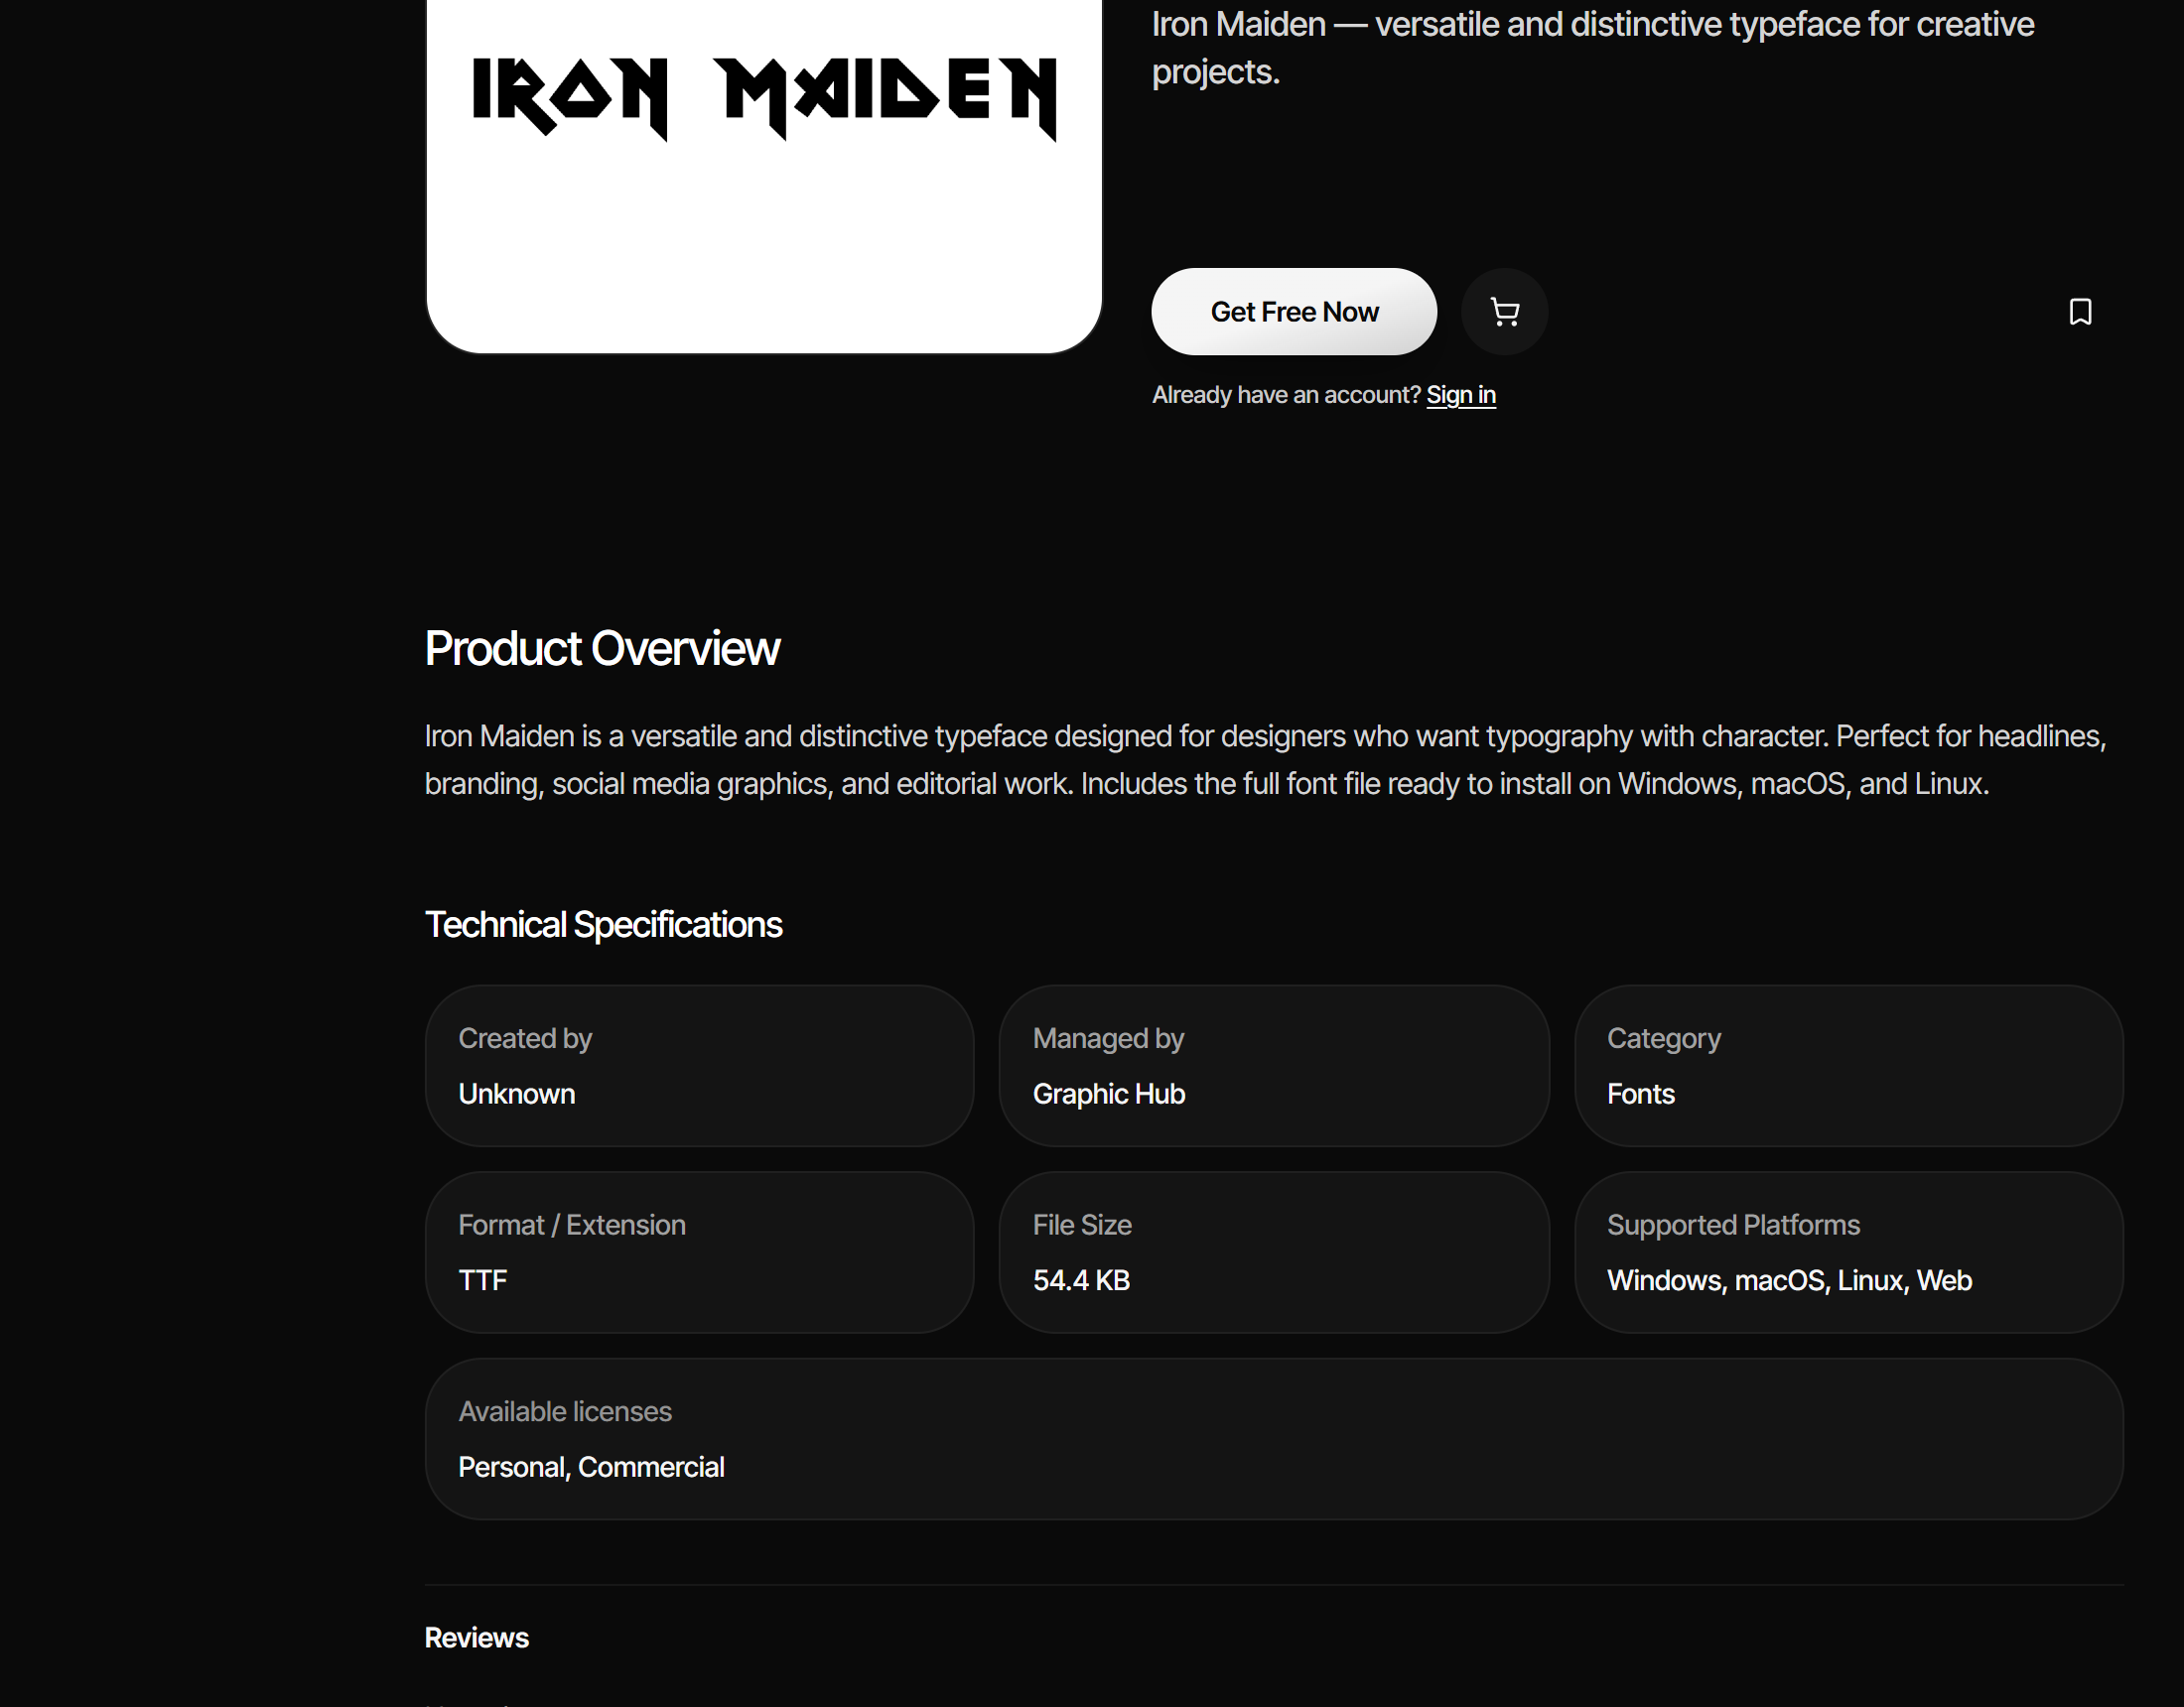 Iron Maiden — versatile and distinctive typeface for creative
projects.
IRON MAIDEN
Get Free Now
Already have an account? Sign in
Product Overview
Iron Maiden is a versatile and distinctive typeface designed for designers who want typography with character. Perfect for headlines,
branding, social media graphics, and editorial work. Includes the full font file ready to install on Windows, macOS, and Linux.
Technical Specifications
Created by
Unknown
Managed by
Graphic Hub
Category
Fonts
Format / Extension
TTF
File Size
54.4 KB
Supported Platforms
Windows, macOS, Linux, Web
Available licenses
Personal, Commercial
Reviews